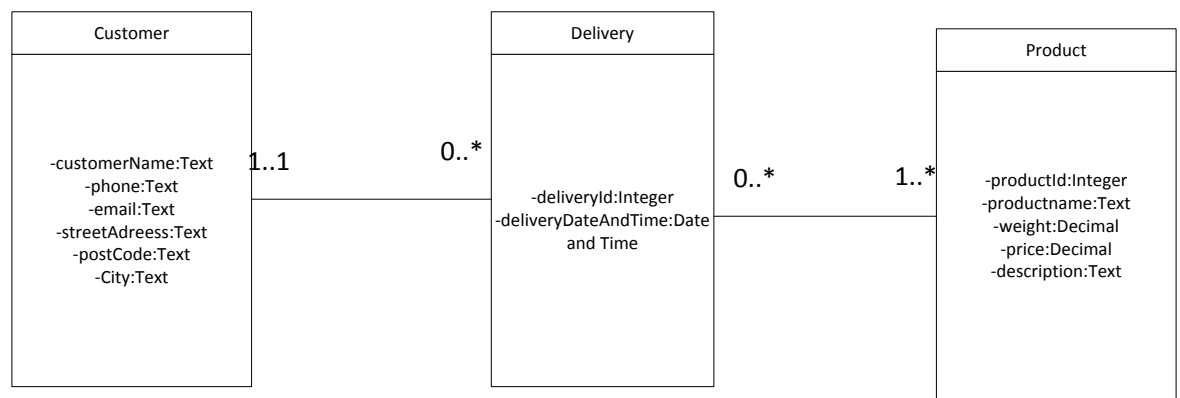 Customer
-customerName:Text
-phone:Text
-email:Text
-streetAdreess:Text
-postCode:Text
-City:Text
1..1
0..*
Delivery
-deliveryId:Integer
-deliveryDateAndTime:Date
and Time
0..*
1..*
Product
-productId:Integer
-productname:Text
-weight:Decimal
-price:Decimal
-description:Text